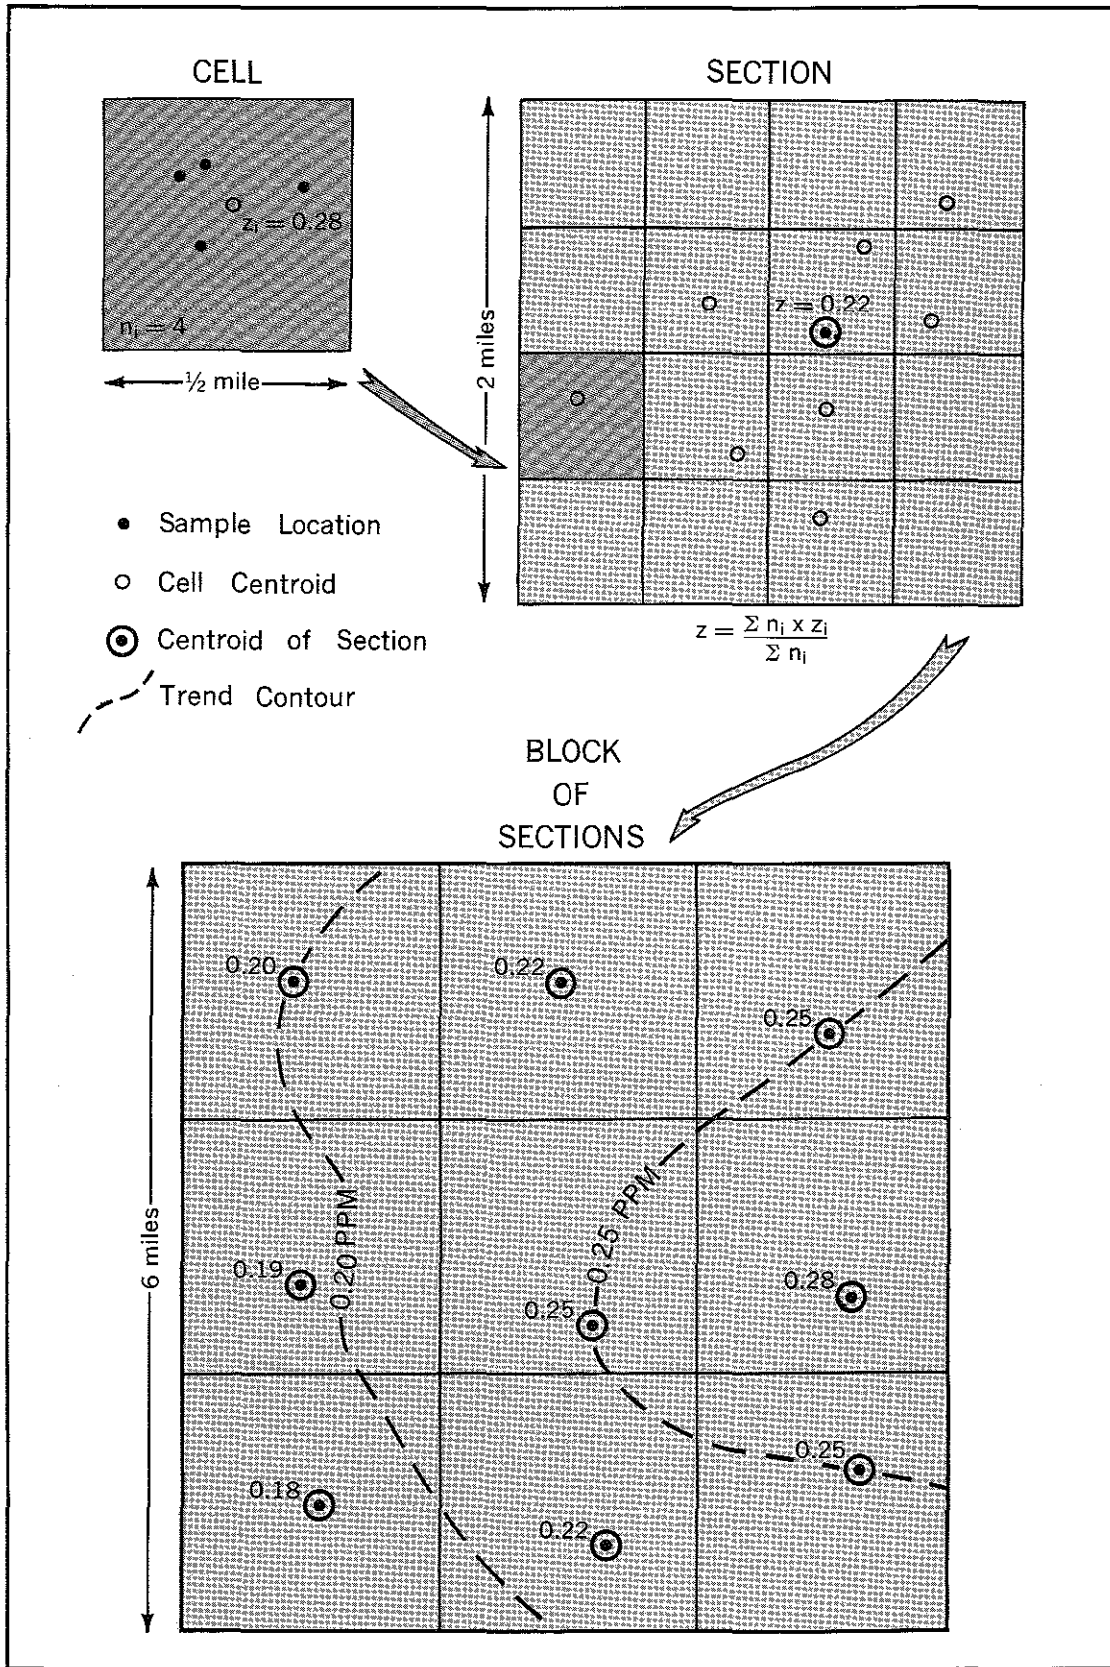 CELL
zᵢ = 0.28
nᵢ = 4
½ mile
SECTION
2 miles
z = 0.22
z = Σ nᵢ x zᵢ
Σ nᵢ
Sample Location
Cell Centroid
Centroid of Section
Trend Contour
BLOCK
OF
SECTIONS
6 miles
0.20
0.22
0.25
0.20 PPM
0.25 PPM
0.19
0.25
0.28
0.18
0.22
0.25